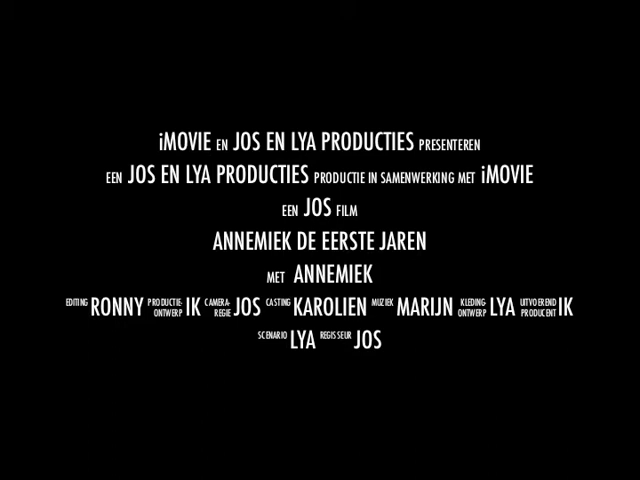 iMOVIE EN JOS EN LYA PRODUCTIES PRESENTEREN
EEN JOS EN LYA PRODUCTIES PRODUCTIE IN SAMENWERKING MET iMOVIE
EEN JOS FILM
ANNEMIEK DE EERSTE JAREN
MET ANNEMIEK
EDITING RONNY PRODUCTIE-ONTWERP IK CAMERA-REGIE JOS CASTING KAROLIEN MUZIEK MARIJN KLEDING-ONTWERP LYA UITVOEREND PRODUCENT IK
SCENARIO LYA REGISSEUR JOS